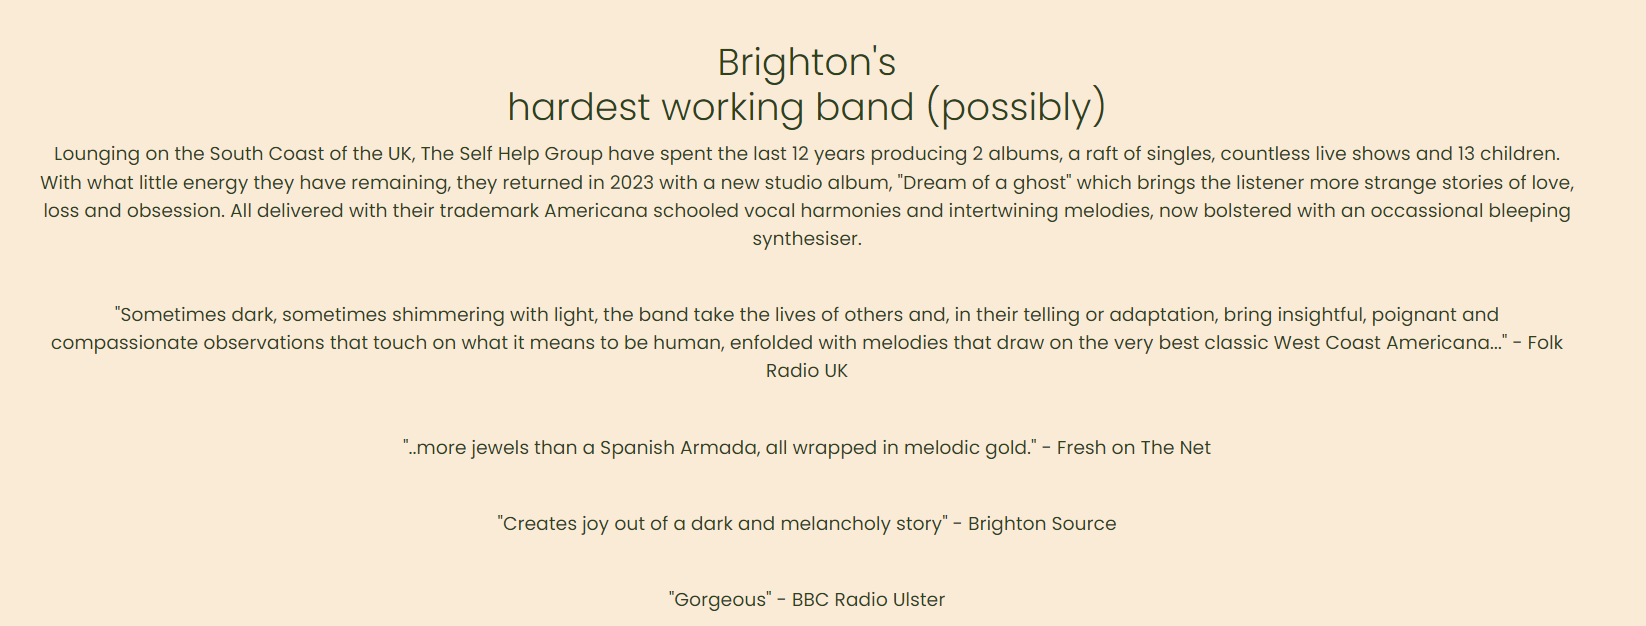 Brighton's
hardest working band (possibly)
Lounging on the South Coast of the UK, The Self Help Group have spent the last 12 years producing 2 albums, a raft of singles, countless live shows and 13 children.
With what little energy they have remaining, they returned in 2023 with a new studio album, "Dream of a ghost" which brings the listener more strange stories of love,
loss and obsession. All delivered with their trademark Americana schooled vocal harmonies and intertwining melodies, now bolstered with an occassional bleeping
synthesiser.
"Sometimes dark, sometimes shimmering with light, the band take the lives of others and, in their telling or adaptation, bring insightful, poignant and
compassionate observations that touch on what it means to be human, enfolded with melodies that draw on the very best classic West Coast Americana..." - Folk
Radio UK
"..more jewels than a Spanish Armada, all wrapped in melodic gold." - Fresh on The Net
"Creates joy out of a dark and melancholy story" - Brighton Source
"Gorgeous" - BBC Radio Ulster